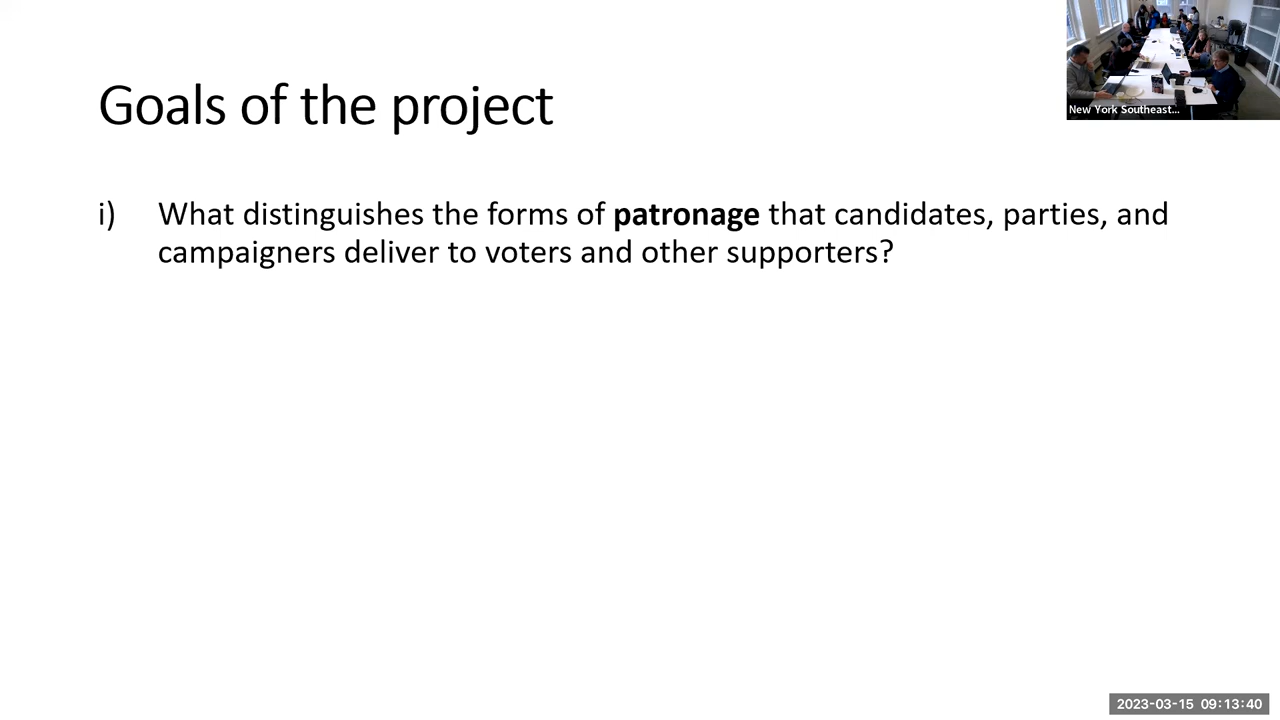 New York Southeast...
Goals of the project
i) What distinguishes the forms of patronage that candidates, parties, and
campaigners deliver to voters and other supporters?
2023-03-15 09:13:40